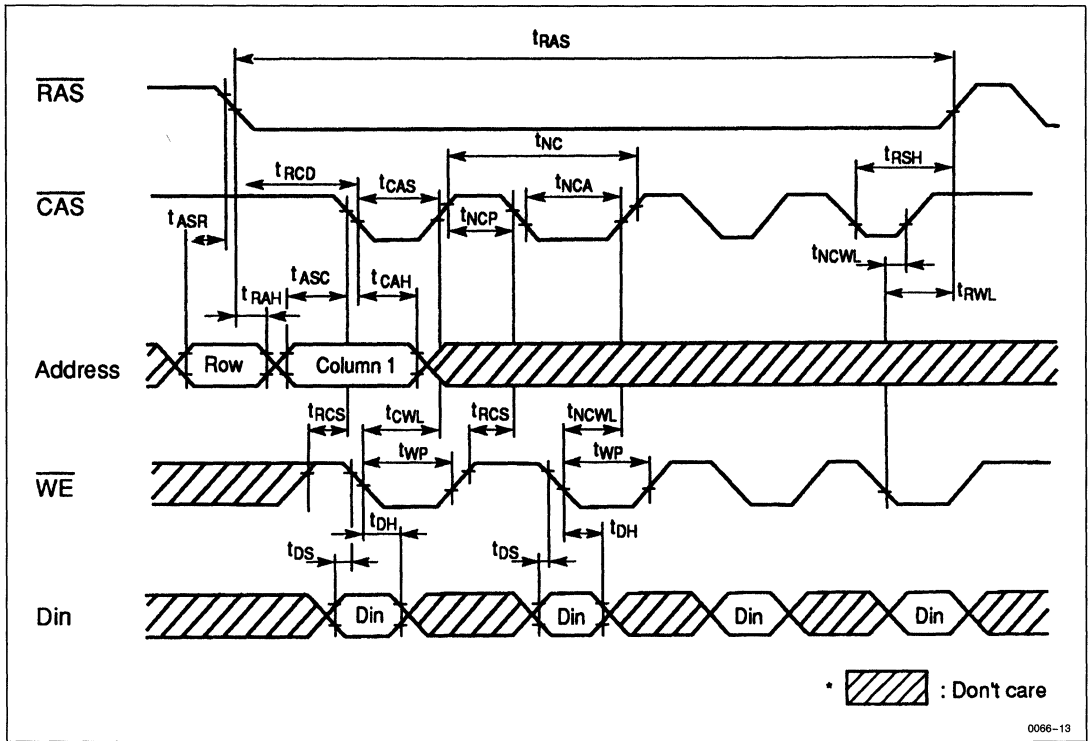 tRAS
RAS
tNC
tRSH
tRCD
tCAS
tNCA
CAS
tNCP
tASR
tNCWL
tASC
tCAH
tRAH
tRWL
Address
Row
Column 1
tRCS
tCWL
tRCS
tNCWL
tWP
tWP
WE
tDH
tDS
tDS
tDH
Din
Din
Din
Din
Din
* : Don't care
0066-13